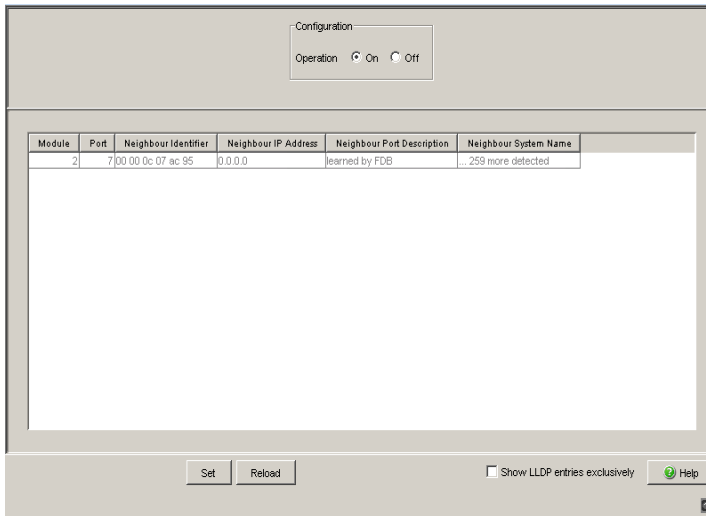 Configuration
Operation On Off
Module Port Neighbour Identifier Neighbour IP Address Neighbour Port Description Neighbour System Name
2 7 00 00 0c 07 ac 95 0.0.0.0 learned by FDB ... 259 more detected
Set Reload Show LLDP entries exclusively Help